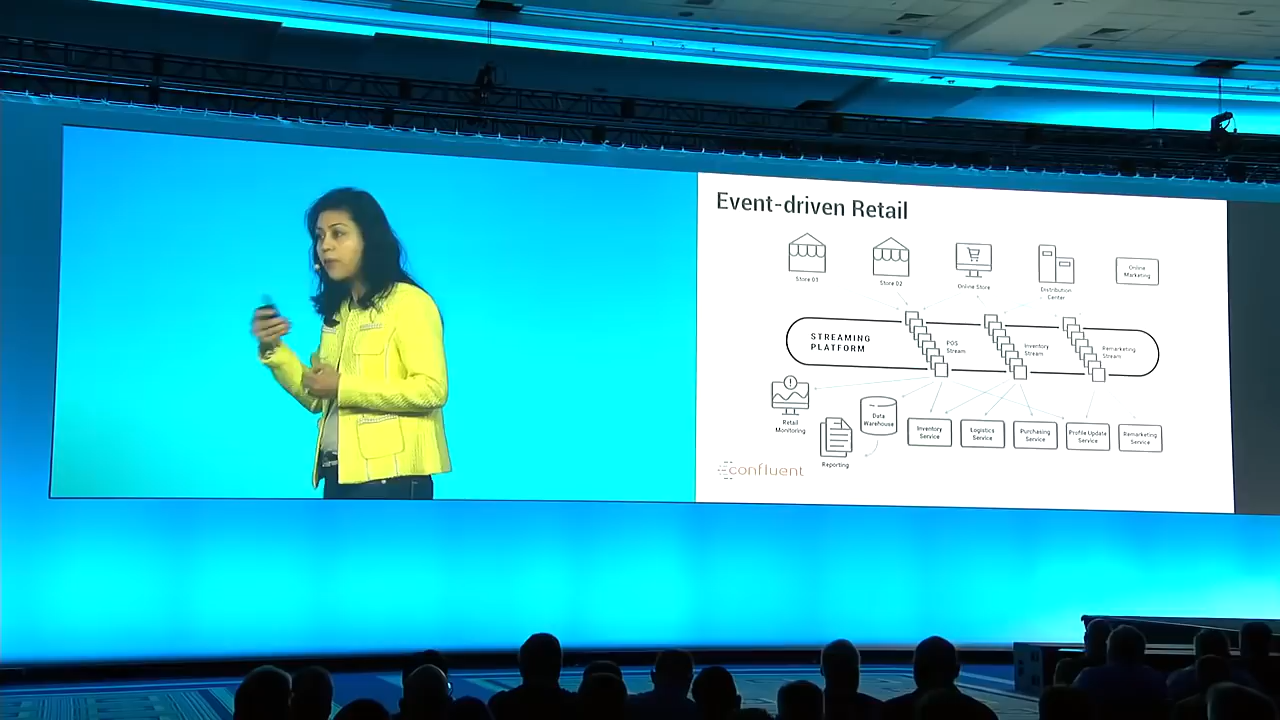 Event-driven Retail
Store 01
Store 02
Online Store
Distribution
Center
Online
Marketing
STREAMING
PLATFORM
POS
Stream
Inventory
Stream
Remarketing
Stream
Retail
Monitoring
Reporting
Data
Warehouse
Inventory
Service
Logistics
Service
Purchasing
Service
Profile Update
Service
Remarketing
Service
confluent